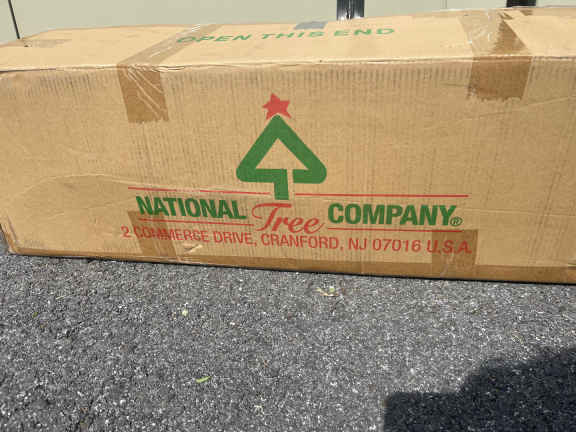 OPEN THIS END
NATIONAL Tree COMPANY®
2 COMMERCE DRIVE, CRANFORD, NJ 07016 U.S.A.